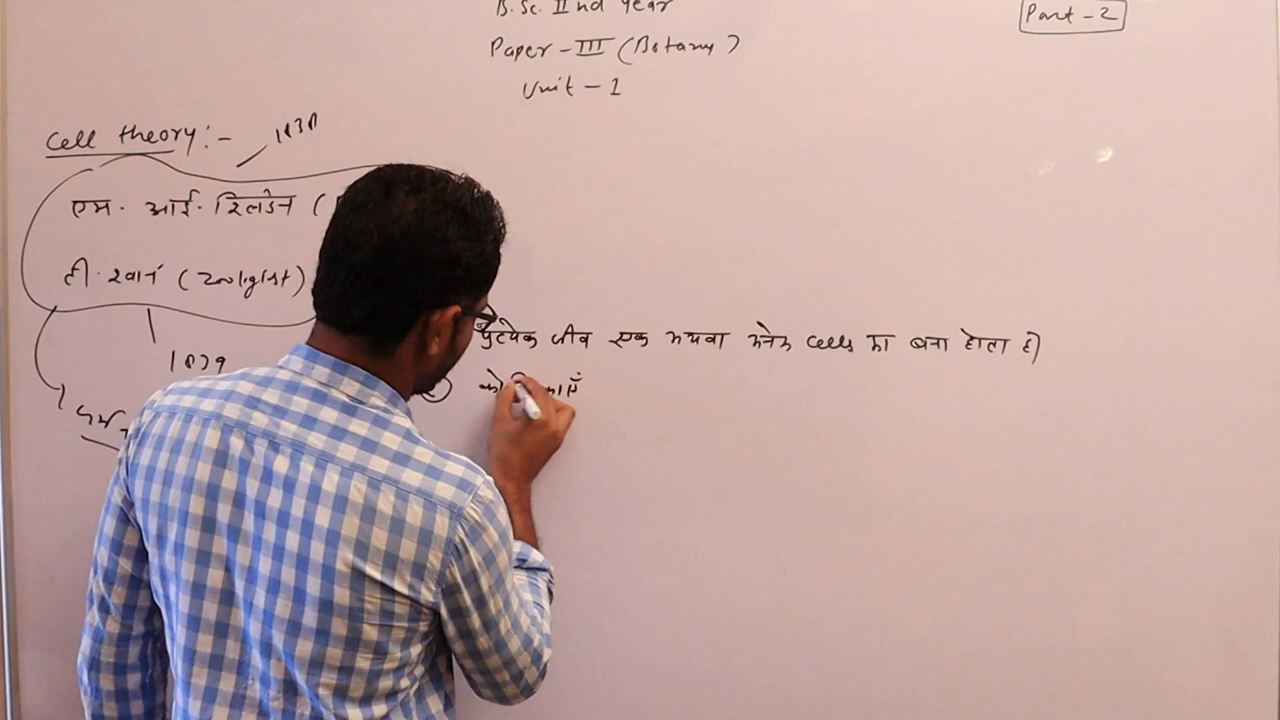 B.Sc. IInd Year
Part - 2
Paper - III (Botany)
Unit - 1
Cell theory :-
1838
एम. आई. श्लिडेन (
टी. श्वान (Zoologist)
1839
प्रत्येक जीव एक अथवा अनेक cells का बना होता है